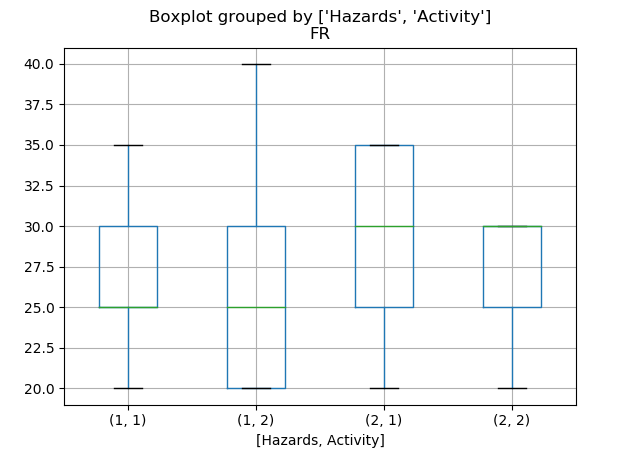 Boxplot grouped by ['Hazards', 'Activity']
FR
40.0
37.5
35.0
32.5
30.0
27.5
25.0
22.5
20.0
(1, 1) (1, 2) (2, 1) (2, 2)
[Hazards, Activity]